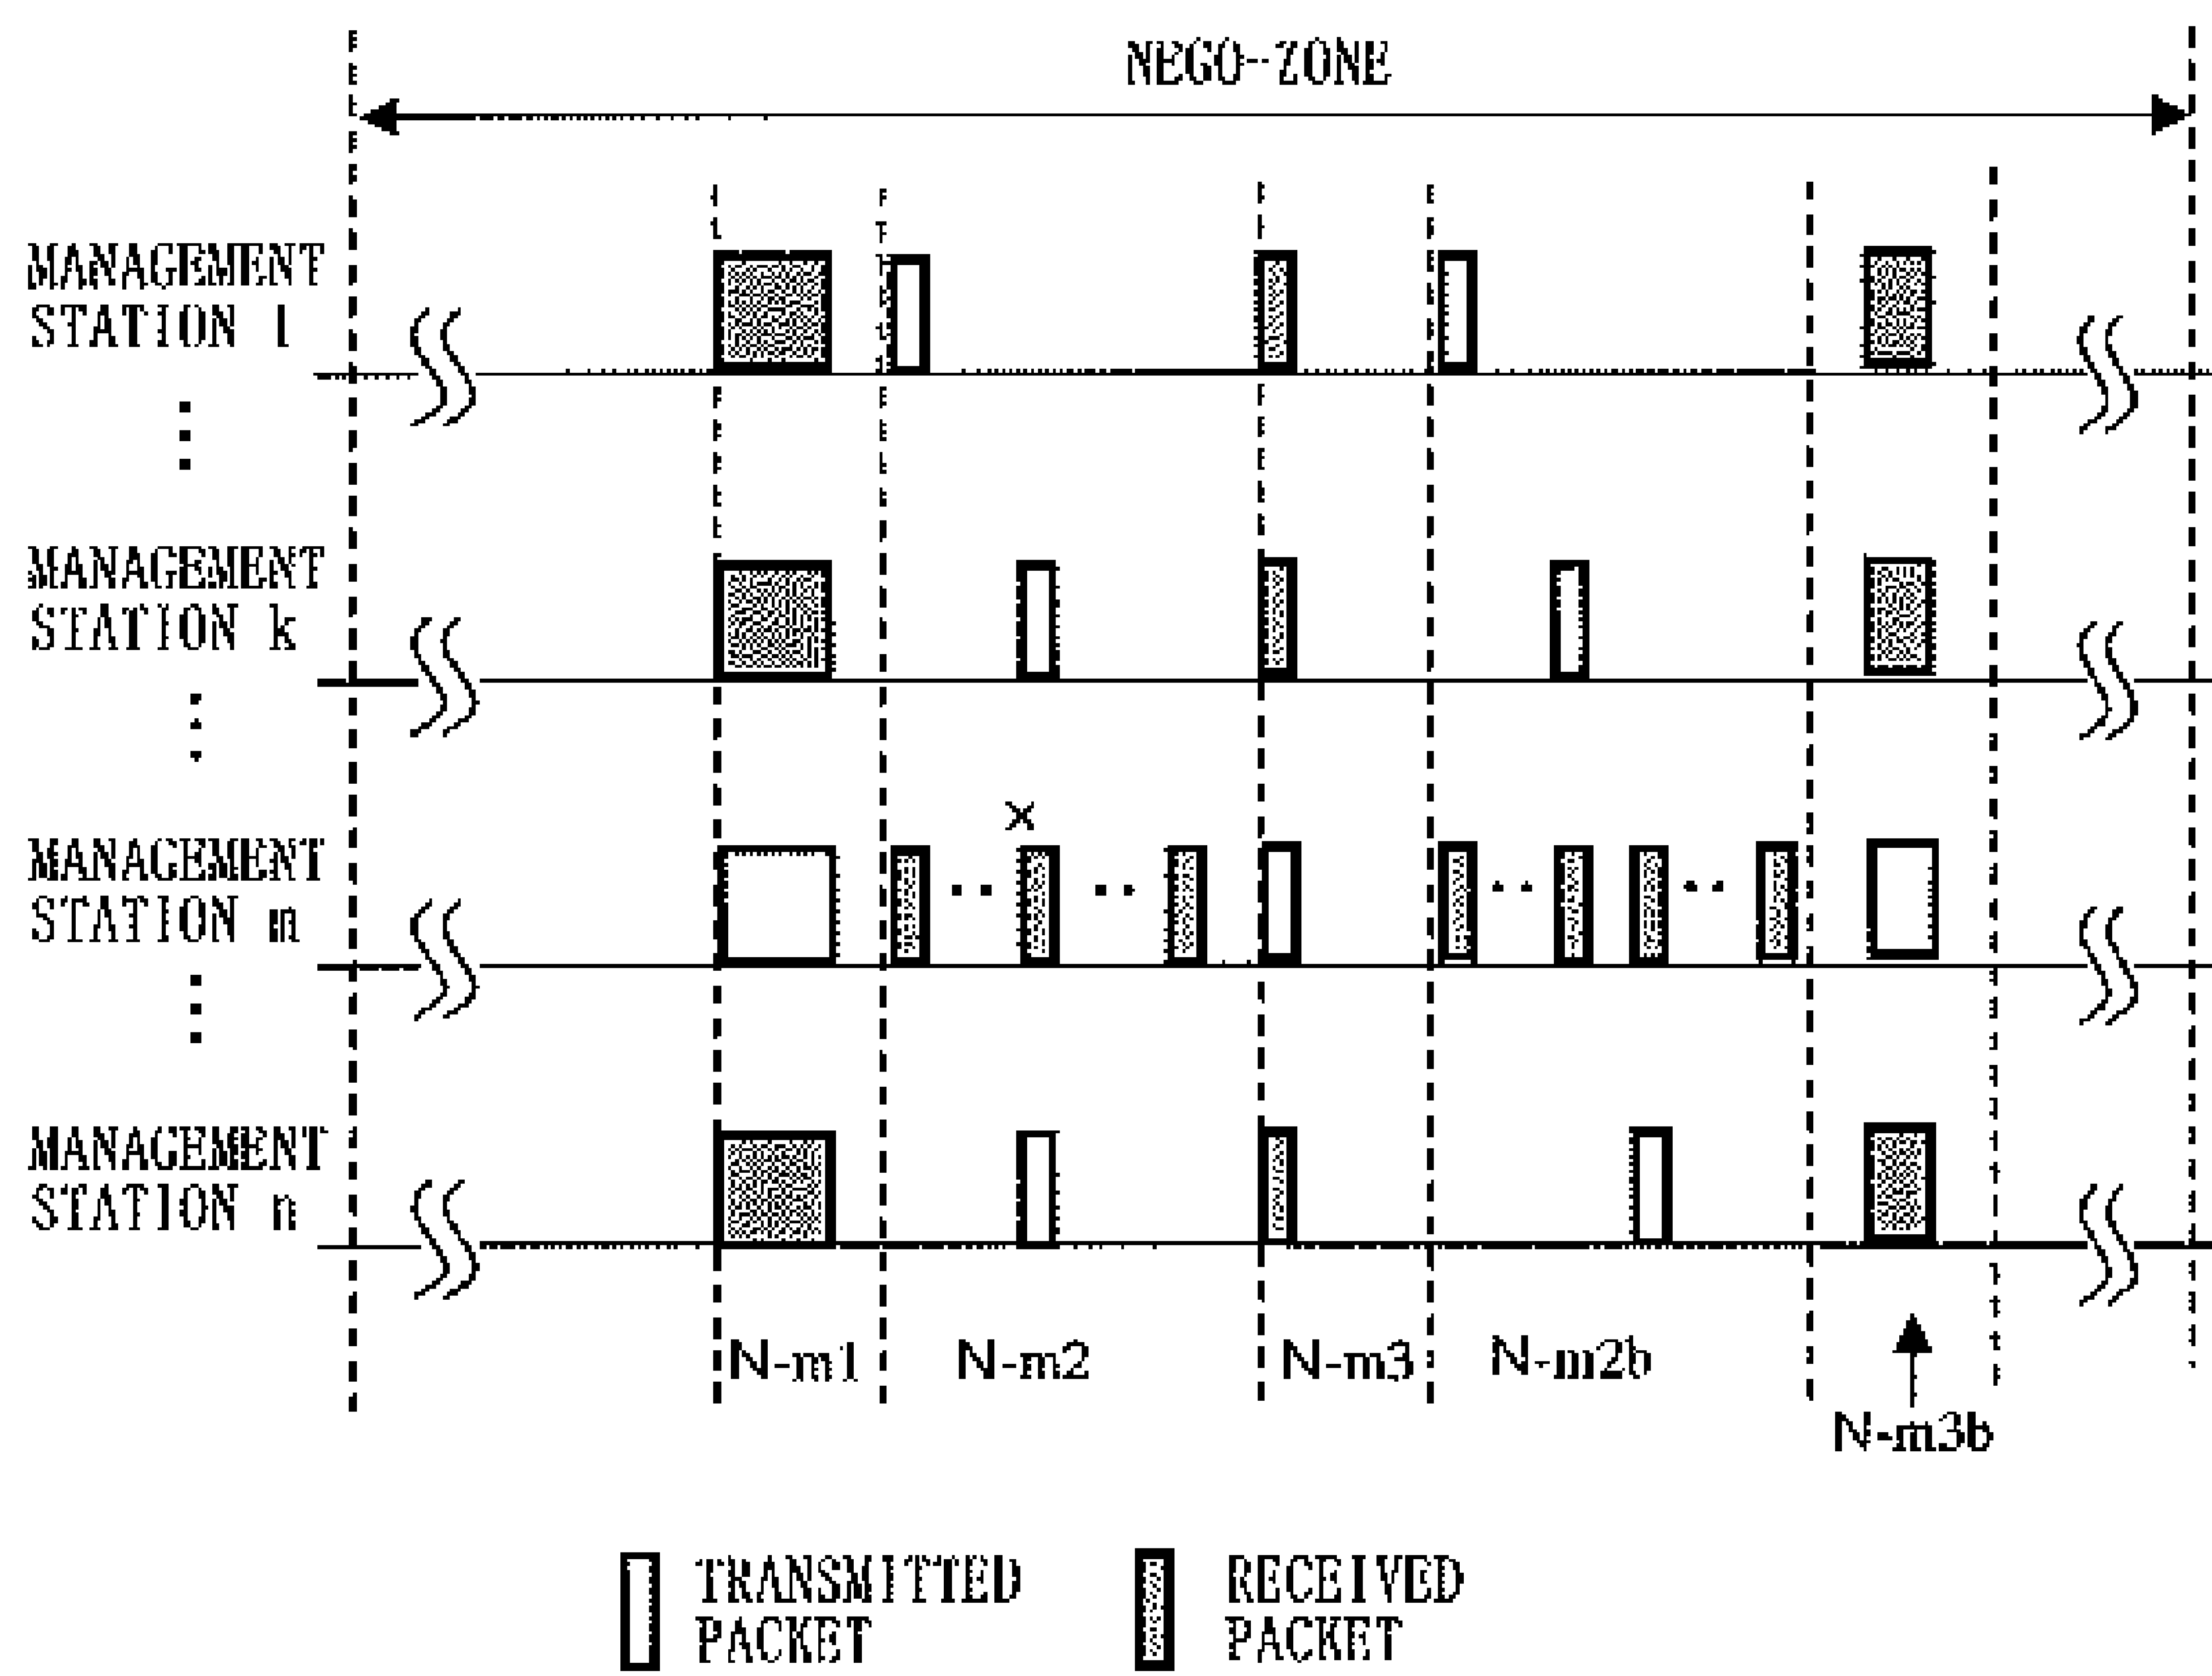 NEGO-ZONE
MANAGEMENT
STATION 1
MANAGEMENT
STATION k
×
MANAGEMENT
STATION m
MANAGEMENT
STATION n
N-m1
N-m2
N-m3
N-m2b
N-m3b
TRANSMITTED
PACKET
RECEIVED
PACKET